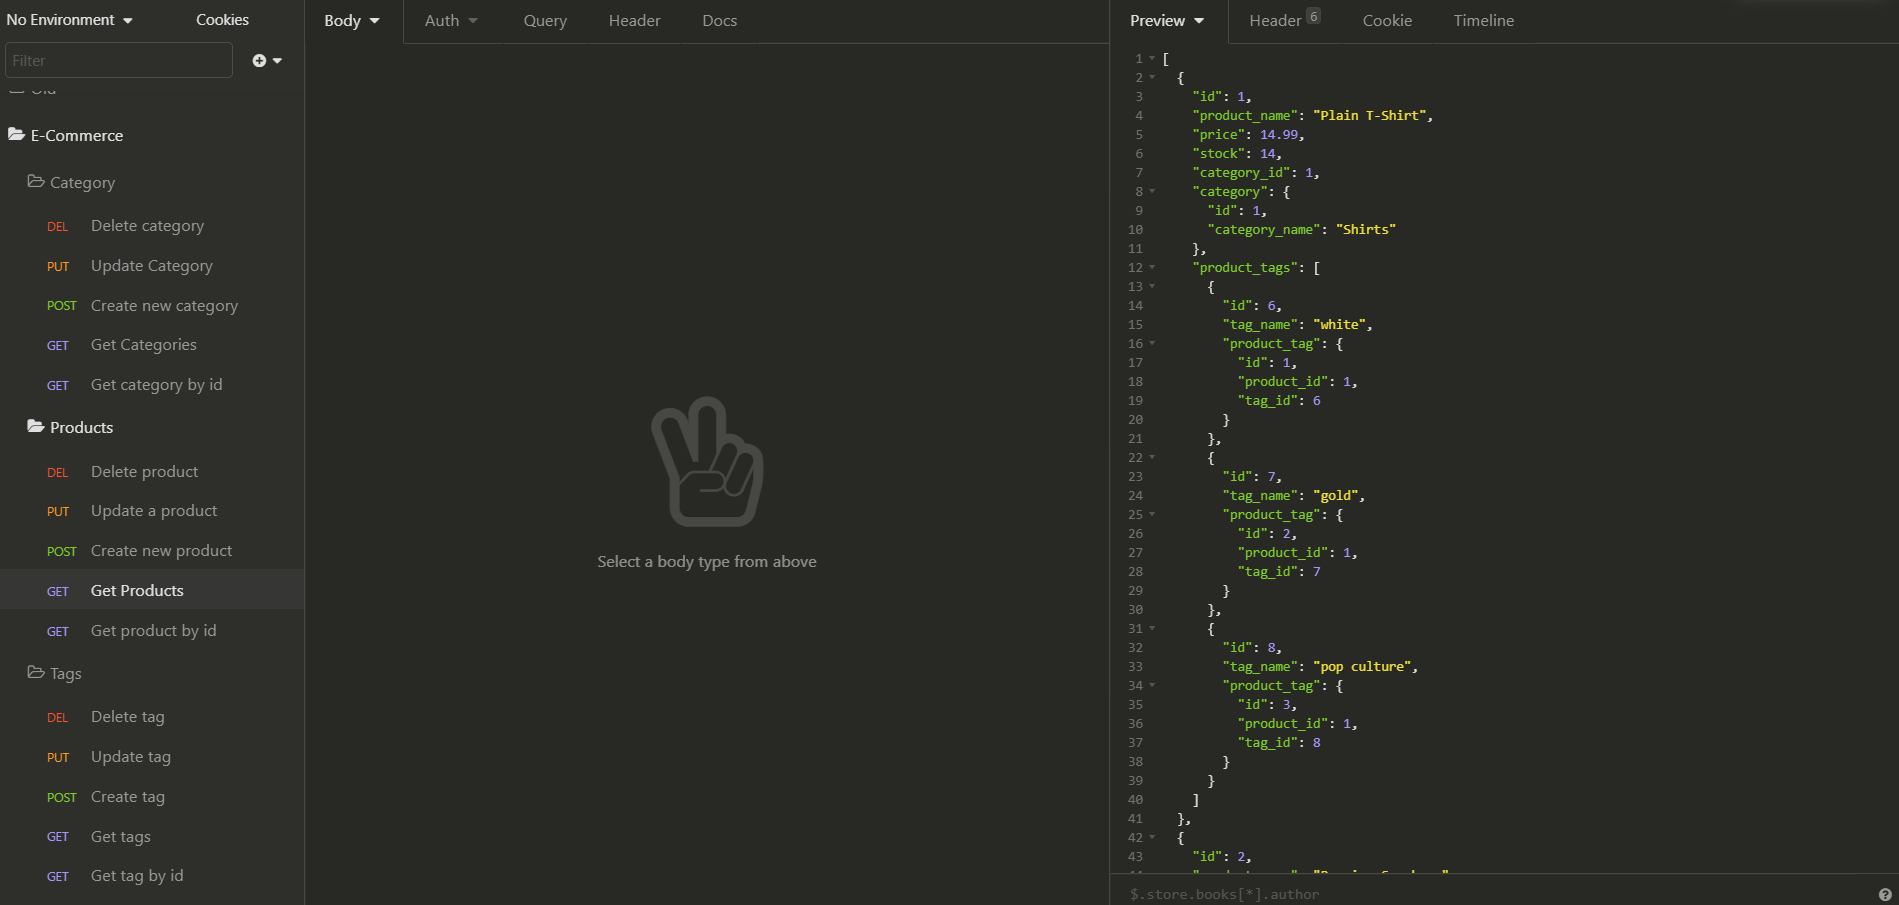 No Environment
Cookies
Filter
Old
E-Commerce
Category
DEL Delete category
PUT Update Category
POST Create new category
GET Get Categories
GET Get category by id
Products
DEL Delete product
PUT Update a product
POST Create new product
GET Get Products
GET Get product by id
Tags
DEL Delete tag
PUT Update tag
POST Create tag
GET Get tags
GET Get tag by id
Body Auth Query Header Docs
Select a body type from above
Preview Header 6 Cookie Timeline
1 [
2 {
3 "id": 1,
4 "product_name": "Plain T-Shirt",
5 "price": 14.99,
6 "stock": 14,
7 "category_id": 1,
8 "category": {
9 "id": 1,
10 "category_name": "Shirts"
11 },
12 "product_tags": [
13 {
14 "id": 6,
15 "tag_name": "white",
16 "product_tag": {
17 "id": 1,
18 "product_id": 1,
19 "tag_id": 6
20 }
21 },
22 {
23 "id": 7,
24 "tag_name": "gold",
25 "product_tag": {
26 "id": 2,
27 "product_id": 1,
28 "tag_id": 7
29 }
30 },
31 {
32 "id": 8,
33 "tag_name": "pop culture",
34 "product_tag": {
35 "id": 3,
36 "product_id": 1,
37 "tag_id": 8
38 }
39 }
40 ]
41 },
42 {
43 "id": 2,
$.store.books[*].author